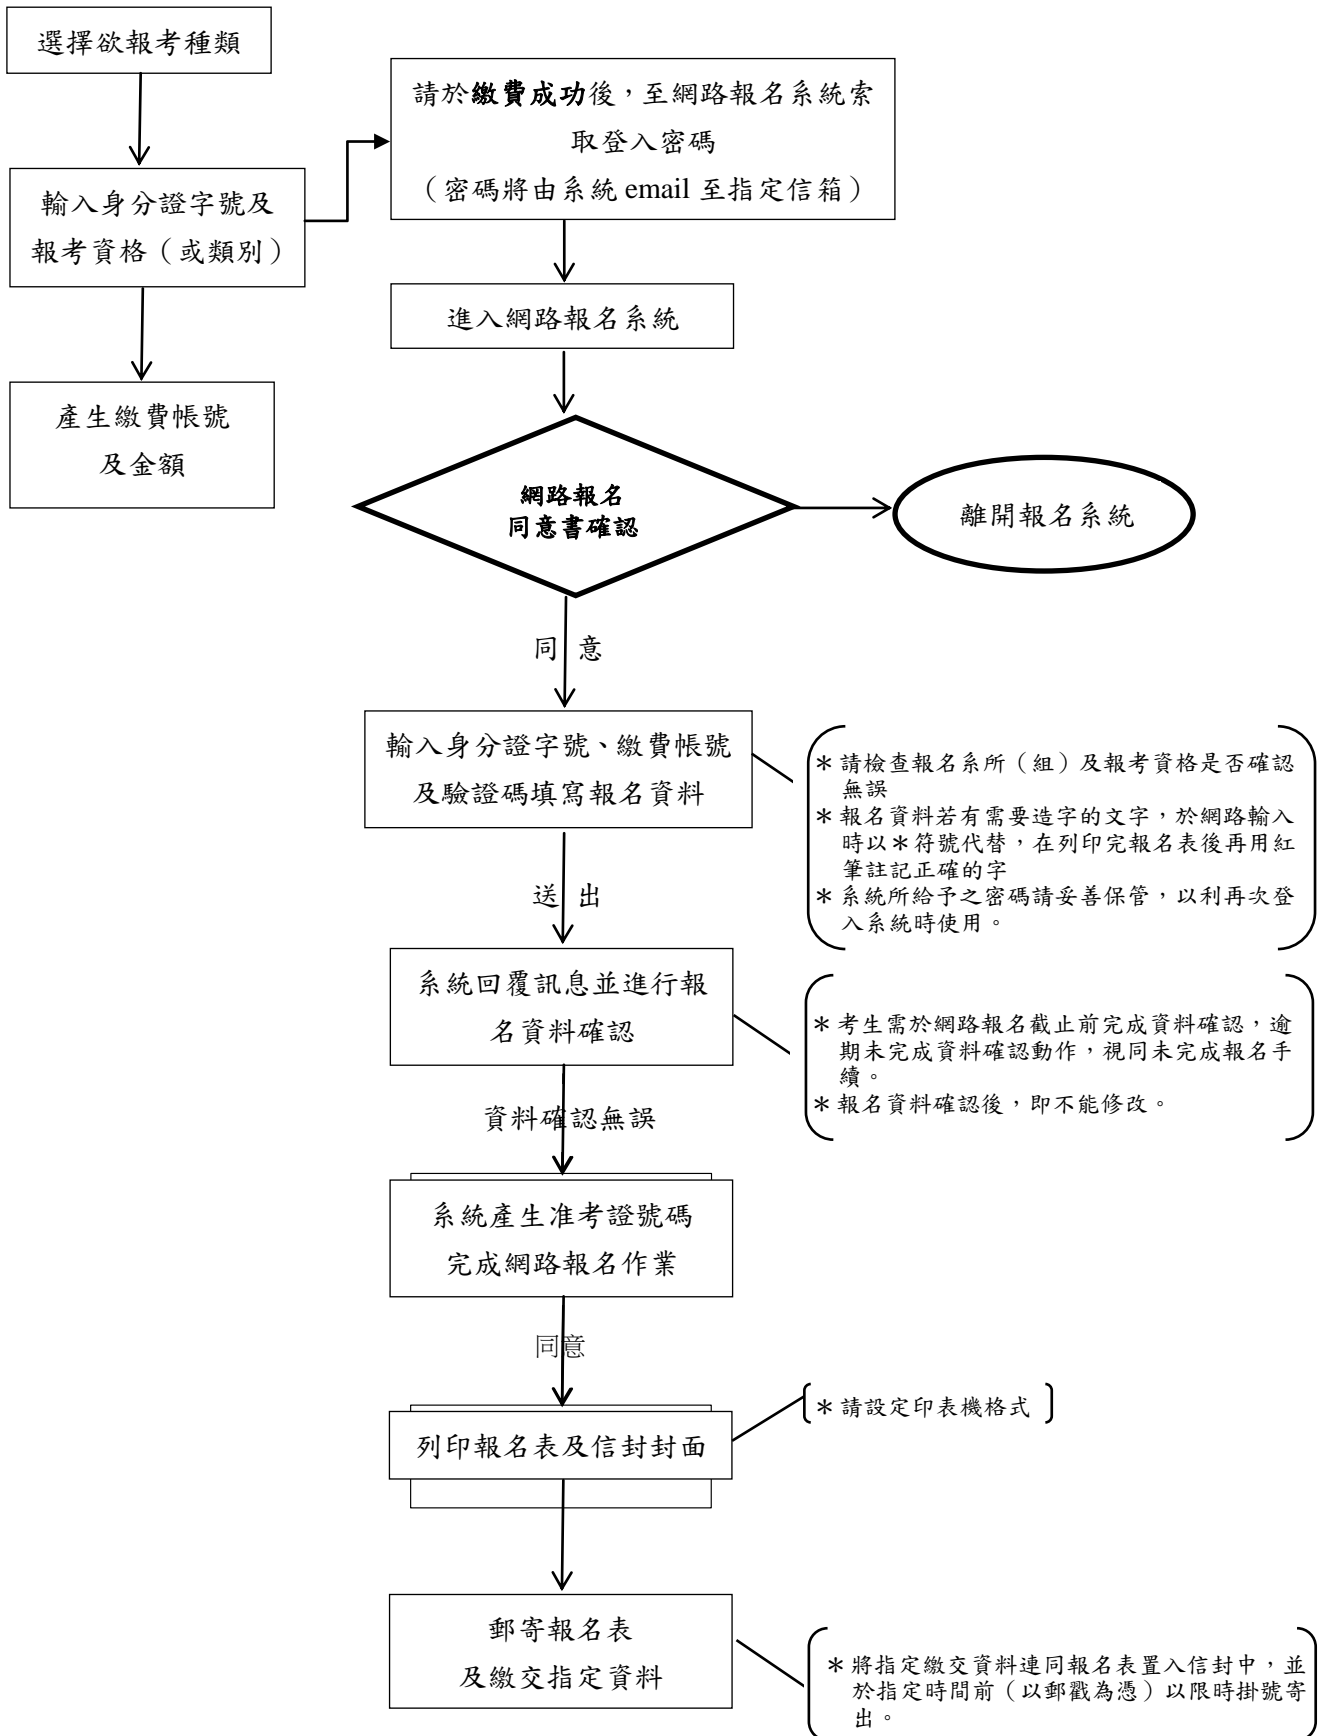 選擇欲報考種類
輸入身分證字號及
報考資格（或類別）
產生繳費帳號
及金額
請於繳費成功後，至網路報名系統索
取登入密碼
（密碼將由系統 email 至指定信箱）
進入網路報名系統
網路報名
同意書確認
離開報名系統
同 意
輸入身分證字號、繳費帳號
及驗證碼填寫報名資料
＊請檢查報名系所（組）及報考資格是否確認
無誤
＊報名資料若有需要造字的文字，於網路輸入
時以＊符號代替，在列印完報名表後再用紅
筆註記正確的字
＊系統所給予之密碼請妥善保管，以利再次登
入系統時使用。
送 出
系統回覆訊息並進行報
名資料確認
＊考生需於網路報名截止前完成資料確認，逾
期未完成資料確認動作，視同未完成報名手
續。
＊報名資料確認後，即不能修改。
資料確認無誤
系統產生准考證號碼
完成網路報名作業
同意
列印報名表及信封封面
＊請設定印表機格式
郵寄報名表
及繳交指定資料
＊將指定繳交資料連同報名表置入信封中，並
於指定時間前（以郵戳為憑）以限時掛號寄
出。